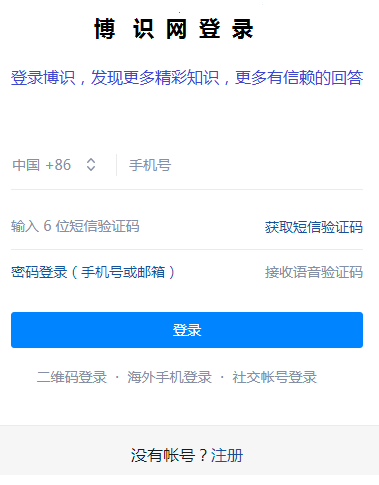 博 识 网 登 录
登录博识，发现更多精彩知识，更多有信赖的回答
中国 +86 手机号
输入 6 位短信验证码 获取短信验证码
密码登录（手机号或邮箱） 接收语音验证码
登录
二维码登录 · 海外手机登录 · 社交帐号登录
没有帐号？注册